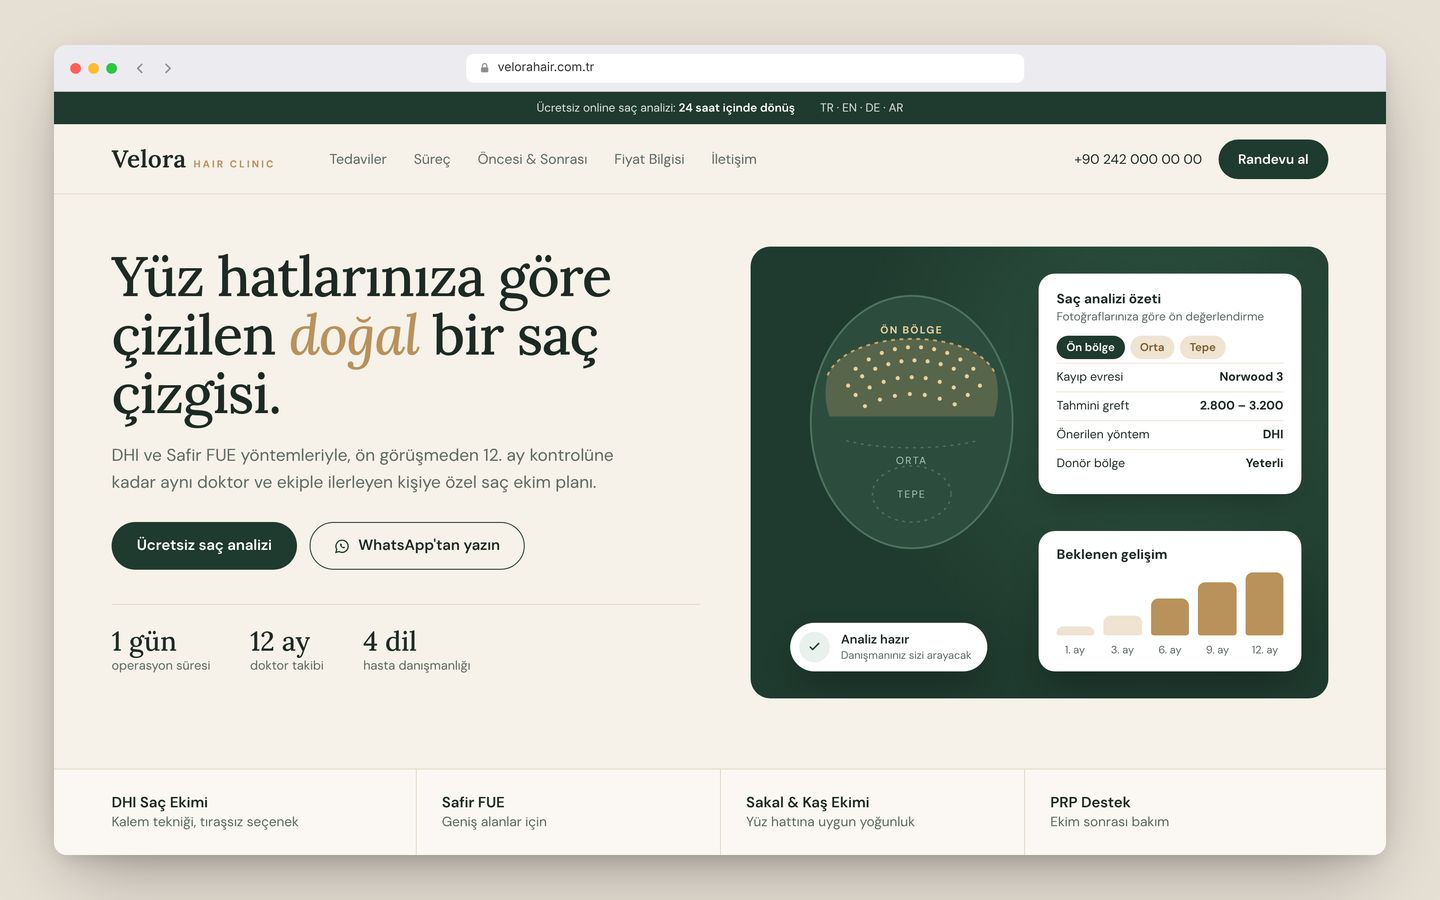 velorahair.com.tr
Ücretsiz online saç analizi: 24 saat içinde dönüş TR · EN · DE · AR
Velora HAIR CLINIC Tedaviler Süreç Öncesi & Sonrası Fiyat Bilgisi İletişim +90 242 000 00 00 Randevu al
Yüz hatlarınıza göre
çizilen doğal bir saç
çizgisi.
DHI ve Safir FUE yöntemleriyle, ön görüşmeden 12. ay kontrolüne
kadar aynı doktor ve ekiple ilerleyen kişiye özel saç ekim planı.
Ücretsiz saç analizi WhatsApp'tan yazın
1 gün
operasyon süresi
12 ay
doktor takibi
4 dil
hasta danışmanlığı
ÖN BÖLGE
ORTA
TEPE
Saç analizi özeti
Fotoğraflarınıza göre ön değerlendirme
Ön bölge Orta Tepe
Kayıp evresi Norwood 3
Tahmini greft 2.800 – 3.200
Önerilen yöntem DHI
Donör bölge Yeterli
Analiz hazır
Danışmanınız sizi arayacak
Beklenen gelişim
1. ay 3. ay 6. ay 9. ay 12. ay
DHI Saç Ekimi
Kalem tekniği, tıraşsız seçenek
Safir FUE
Geniş alanlar için
Sakal & Kaş Ekimi
Yüz hattına uygun yoğunluk
PRP Destek
Ekim sonrası bakım